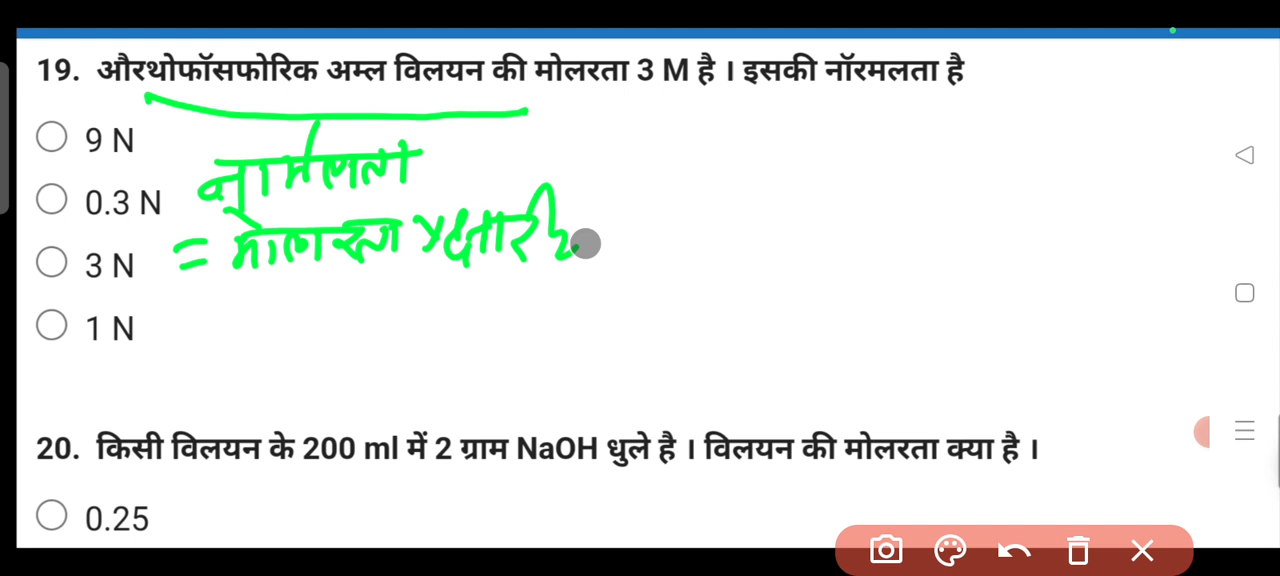 19. औरथोफॉसफोरिक अम्ल विलयन की मोलरता 3 M है । इसकी नॉरमलता है
9 N
नार्मलता
0.3 N
= मोलरता × क्षारी
3 N
1 N
20. किसी विलयन के 200 ml में 2 ग्राम NaOH धुले है । विलयन की मोलरता क्या है ।
0.25